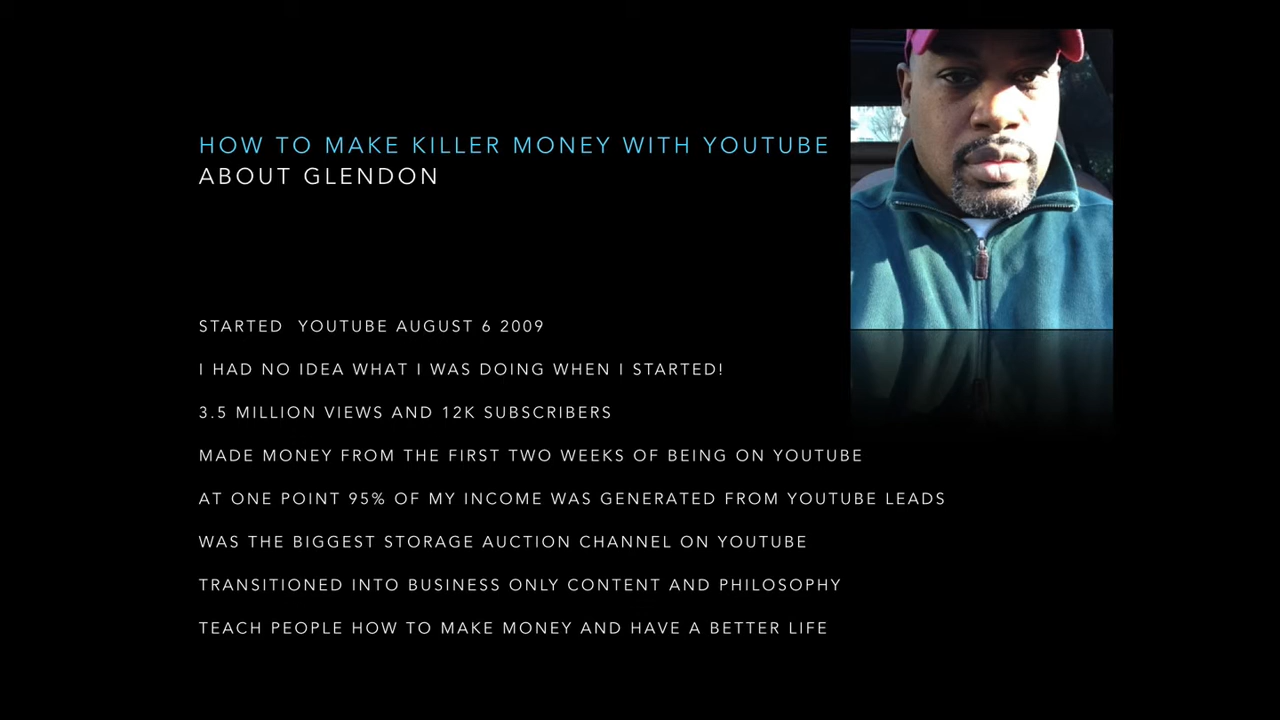 HOW TO MAKE KILLER MONEY WITH YOUTUBE
ABOUT GLENDON
STARTED YOUTUBE AUGUST 6 2009
I HAD NO IDEA WHAT I WAS DOING WHEN I STARTED!
3.5 MILLION VIEWS AND 12K SUBSCRIBERS
MADE MONEY FROM THE FIRST TWO WEEKS OF BEING ON YOUTUBE
AT ONE POINT 95% OF MY INCOME WAS GENERATED FROM YOUTUBE LEADS
WAS THE BIGGEST STORAGE AUCTION CHANNEL ON YOUTUBE
TRANSITIONED INTO BUSINESS ONLY CONTENT AND PHILOSOPHY
TEACH PEOPLE HOW TO MAKE MONEY AND HAVE A BETTER LIFE